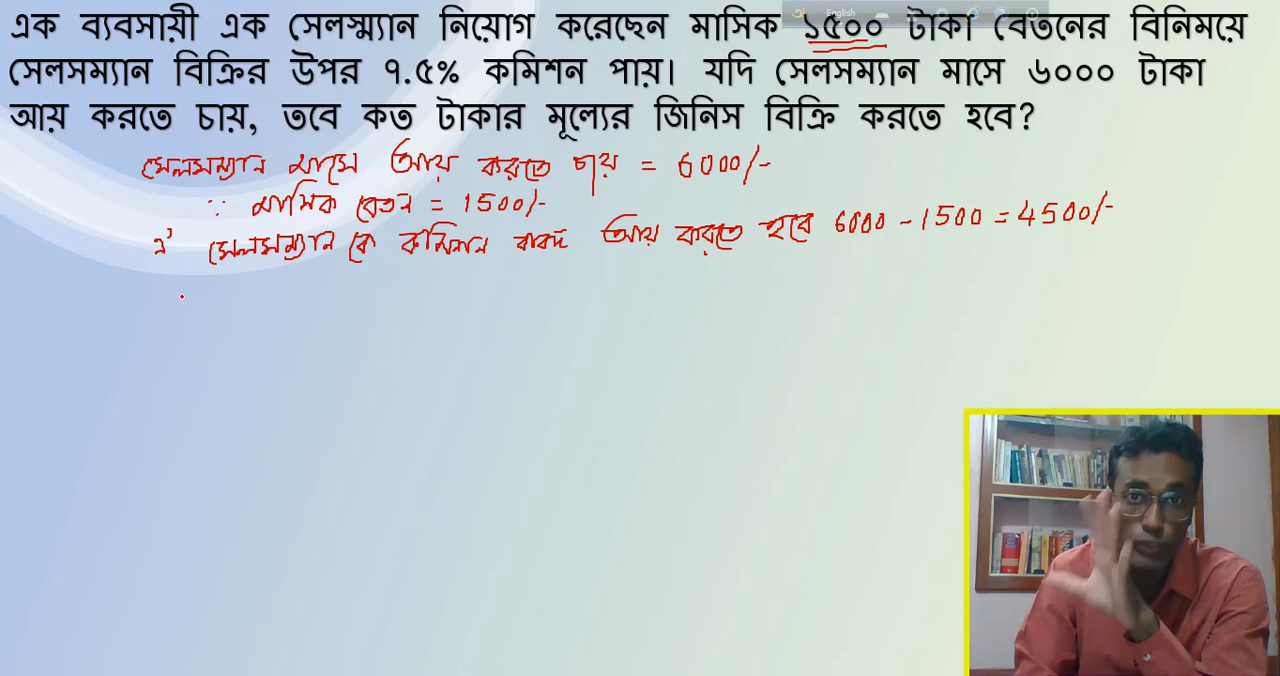 English
এক ব্যবসায়ী এক সেলস্ম্যান নিয়োগ করেছেন মাসিক ১৫০০ টাকা বেতনের বিনিময়ে
সেলসম্যান বিক্রির উপর ৭.৫% কমিশন পায়। যদি সেলসম্যান মাসে ৬০০০ টাকা
আয় করতে চায়, তবে কত টাকার মূল্যের জিনিস বিক্রি করতে হবে?
সেলসম্যান মাসে আয় করতে চায় = 6000/-
∵ মাসিক বেতন = 1500/-
∴ সেলসম্যান কে কমিশন বাবদ আয় করতে হবে 6000 - 1500 = 4500/-